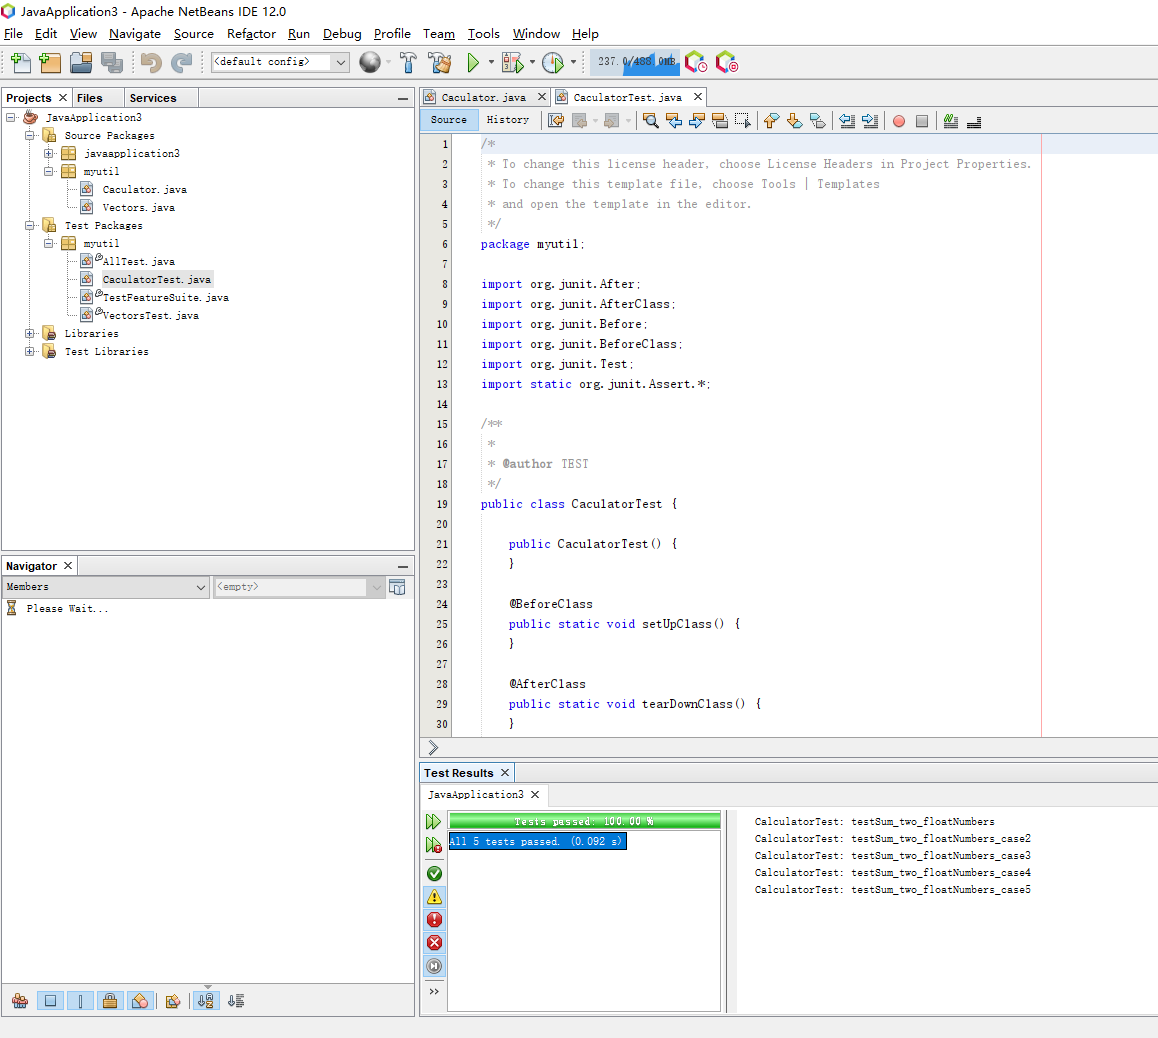 JavaApplication3 - Apache NetBeans IDE 12.0
File Edit View Navigate Source Refactor Run Debug Profile Team Tools Window Help
<default config>
237.0/488.0MB
Projects Files Services
JavaApplication3
Source Packages
javaapplication3
myutil
Caculator.java
Vectors.java
Test Packages
myutil
AllTest.java
CaculatorTest.java
TestFeatureSuite.java
VectorsTest.java
Libraries
Test Libraries
Navigator
Members <empty>
Please Wait...
Caculator.java CaculatorTest.java
Source History
1 /*
2 * To change this license header, choose License Headers in Project Properties.
3 * To change this template file, choose Tools | Templates
4 * and open the template in the editor.
5 */
6 package myutil;
7
8 import org.junit.After;
9 import org.junit.AfterClass;
10 import org.junit.Before;
11 import org.junit.BeforeClass;
12 import org.junit.Test;
13 import static org.junit.Assert.*;
14
15 /**
16 *
17 * @author TEST
18 */
19 public class CaculatorTest {
20
21 public CaculatorTest() {
22 }
23
24 @BeforeClass
25 public static void setUpClass() {
26 }
27
28 @AfterClass
29 public static void tearDownClass() {
30 }
Test Results
JavaApplication3
Tests passed: 100.00 %
All 5 tests passed. (0.092 s)
CalculatorTest: testSum_two_floatNumbers
CalculatorTest: testSum_two_floatNumbers_case2
CalculatorTest: testSum_two_floatNumbers_case3
CalculatorTest: testSum_two_floatNumbers_case4
CalculatorTest: testSum_two_floatNumbers_case5